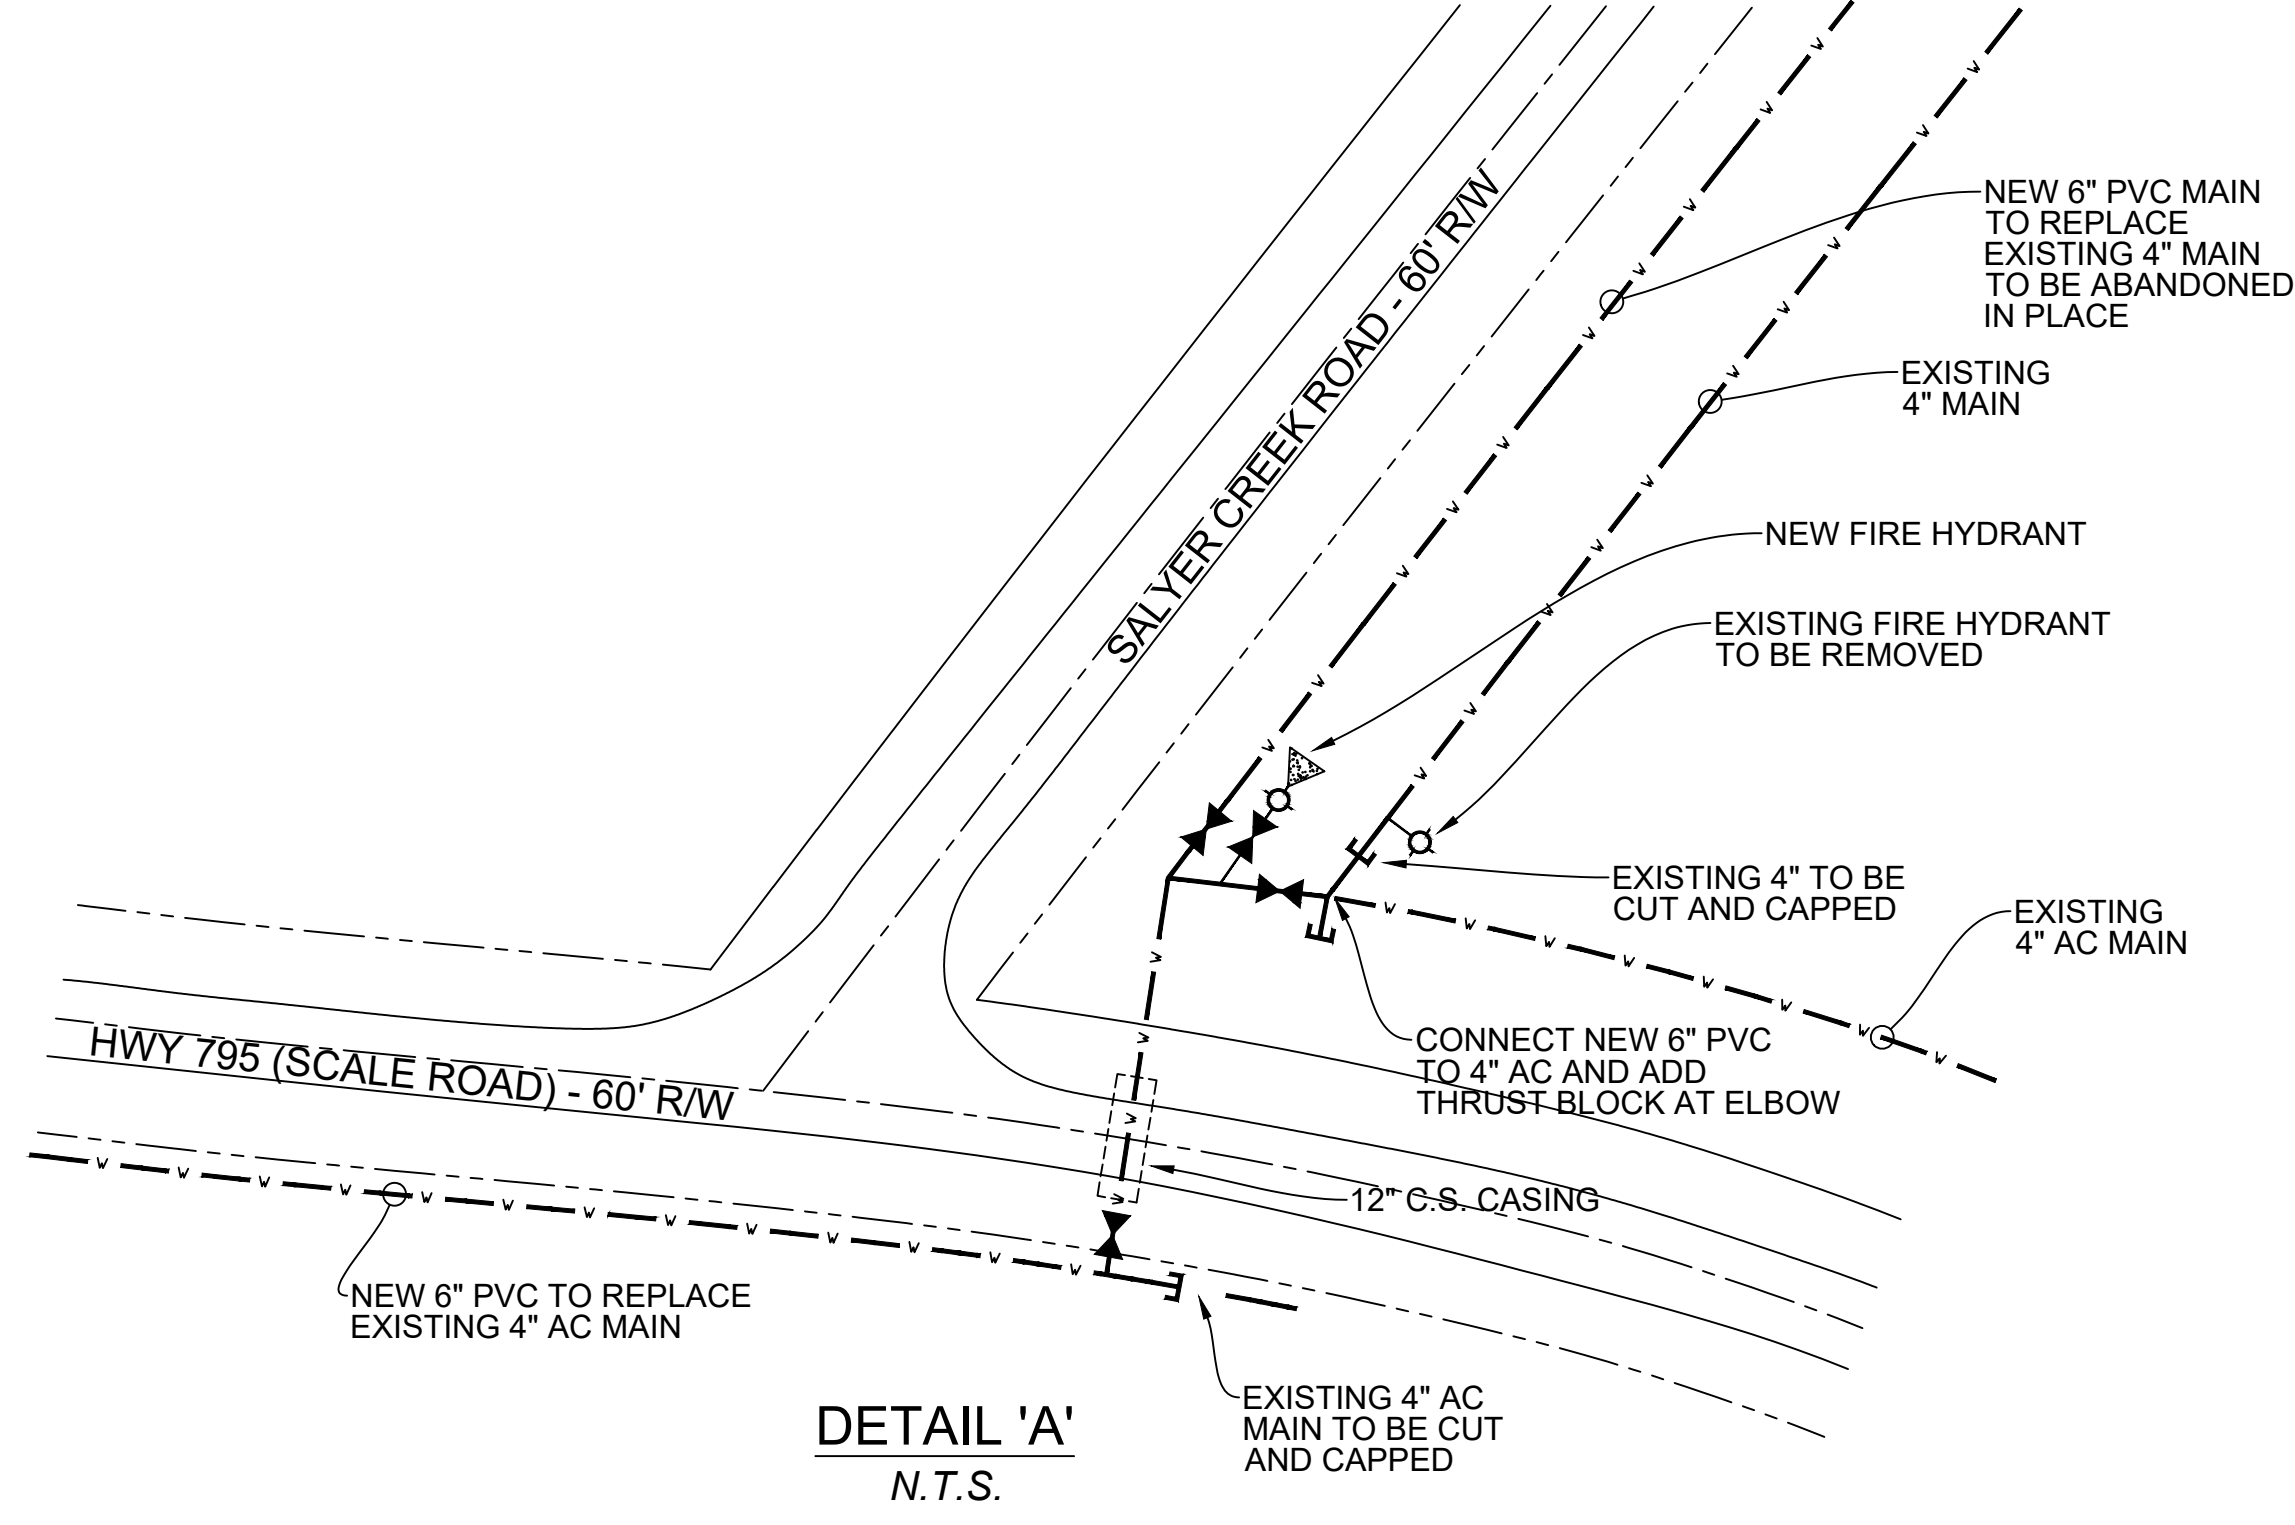 NEW 6" PVC MAIN
TO REPLACE
EXISTING 4" MAIN
TO BE ABANDONED
IN PLACE
EXISTING
4" MAIN
SALYER CREEK ROAD - 60' R/W
NEW FIRE HYDRANT
EXISTING FIRE HYDRANT
TO BE REMOVED
EXISTING 4" TO BE
CUT AND CAPPED
EXISTING
4" AC MAIN
CONNECT NEW 6" PVC
TO 4" AC AND ADD
THRUST BLOCK AT ELBOW
HWY 795 (SCALE ROAD) - 60' R/W
12" C.S. CASING
NEW 6" PVC TO REPLACE
EXISTING 4" AC MAIN
EXISTING 4" AC
MAIN TO BE CUT
AND CAPPED
DETAIL 'A'
N.T.S.